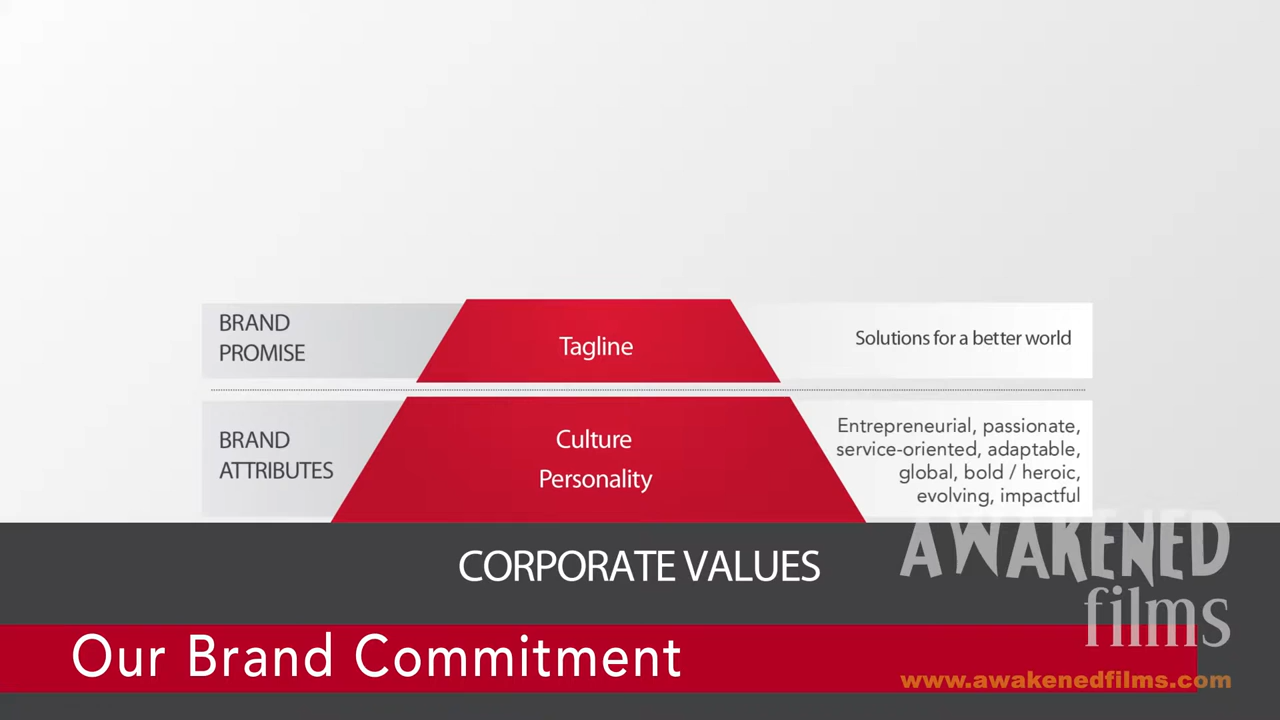 BRAND
PROMISE
Tagline
Solutions for a better world
BRAND
ATTRIBUTES
Culture
Personality
Entrepreneurial, passionate,
service-oriented, adaptable,
global, bold / heroic,
evolving, impactful
CORPORATE VALUES
AWAKENED
films
Our Brand Commitment
www.awakenedfilms.com